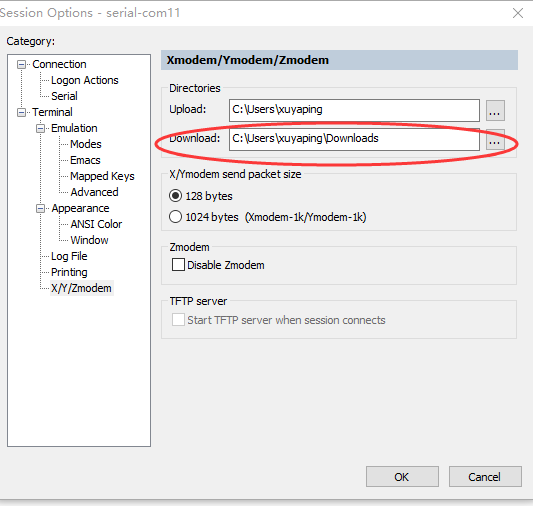 Session Options - serial-com11
Category:
Connection
Logon Actions
Serial
Terminal
Emulation
Modes
Emacs
Mapped Keys
Advanced
Appearance
ANSI Color
Window
Log File
Printing
X/Y/Zmodem
Xmodem/Ymodem/Zmodem
Directories
Upload: C:\Users\xuyaping ...
Download: C:\Users\xuyaping\Downloads ...
X/Ymodem send packet size
128 bytes
1024 bytes (Xmodem-1k/Ymodem-1k)
Zmodem
Disable Zmodem
TFTP server
Start TFTP server when session connects
OK Cancel